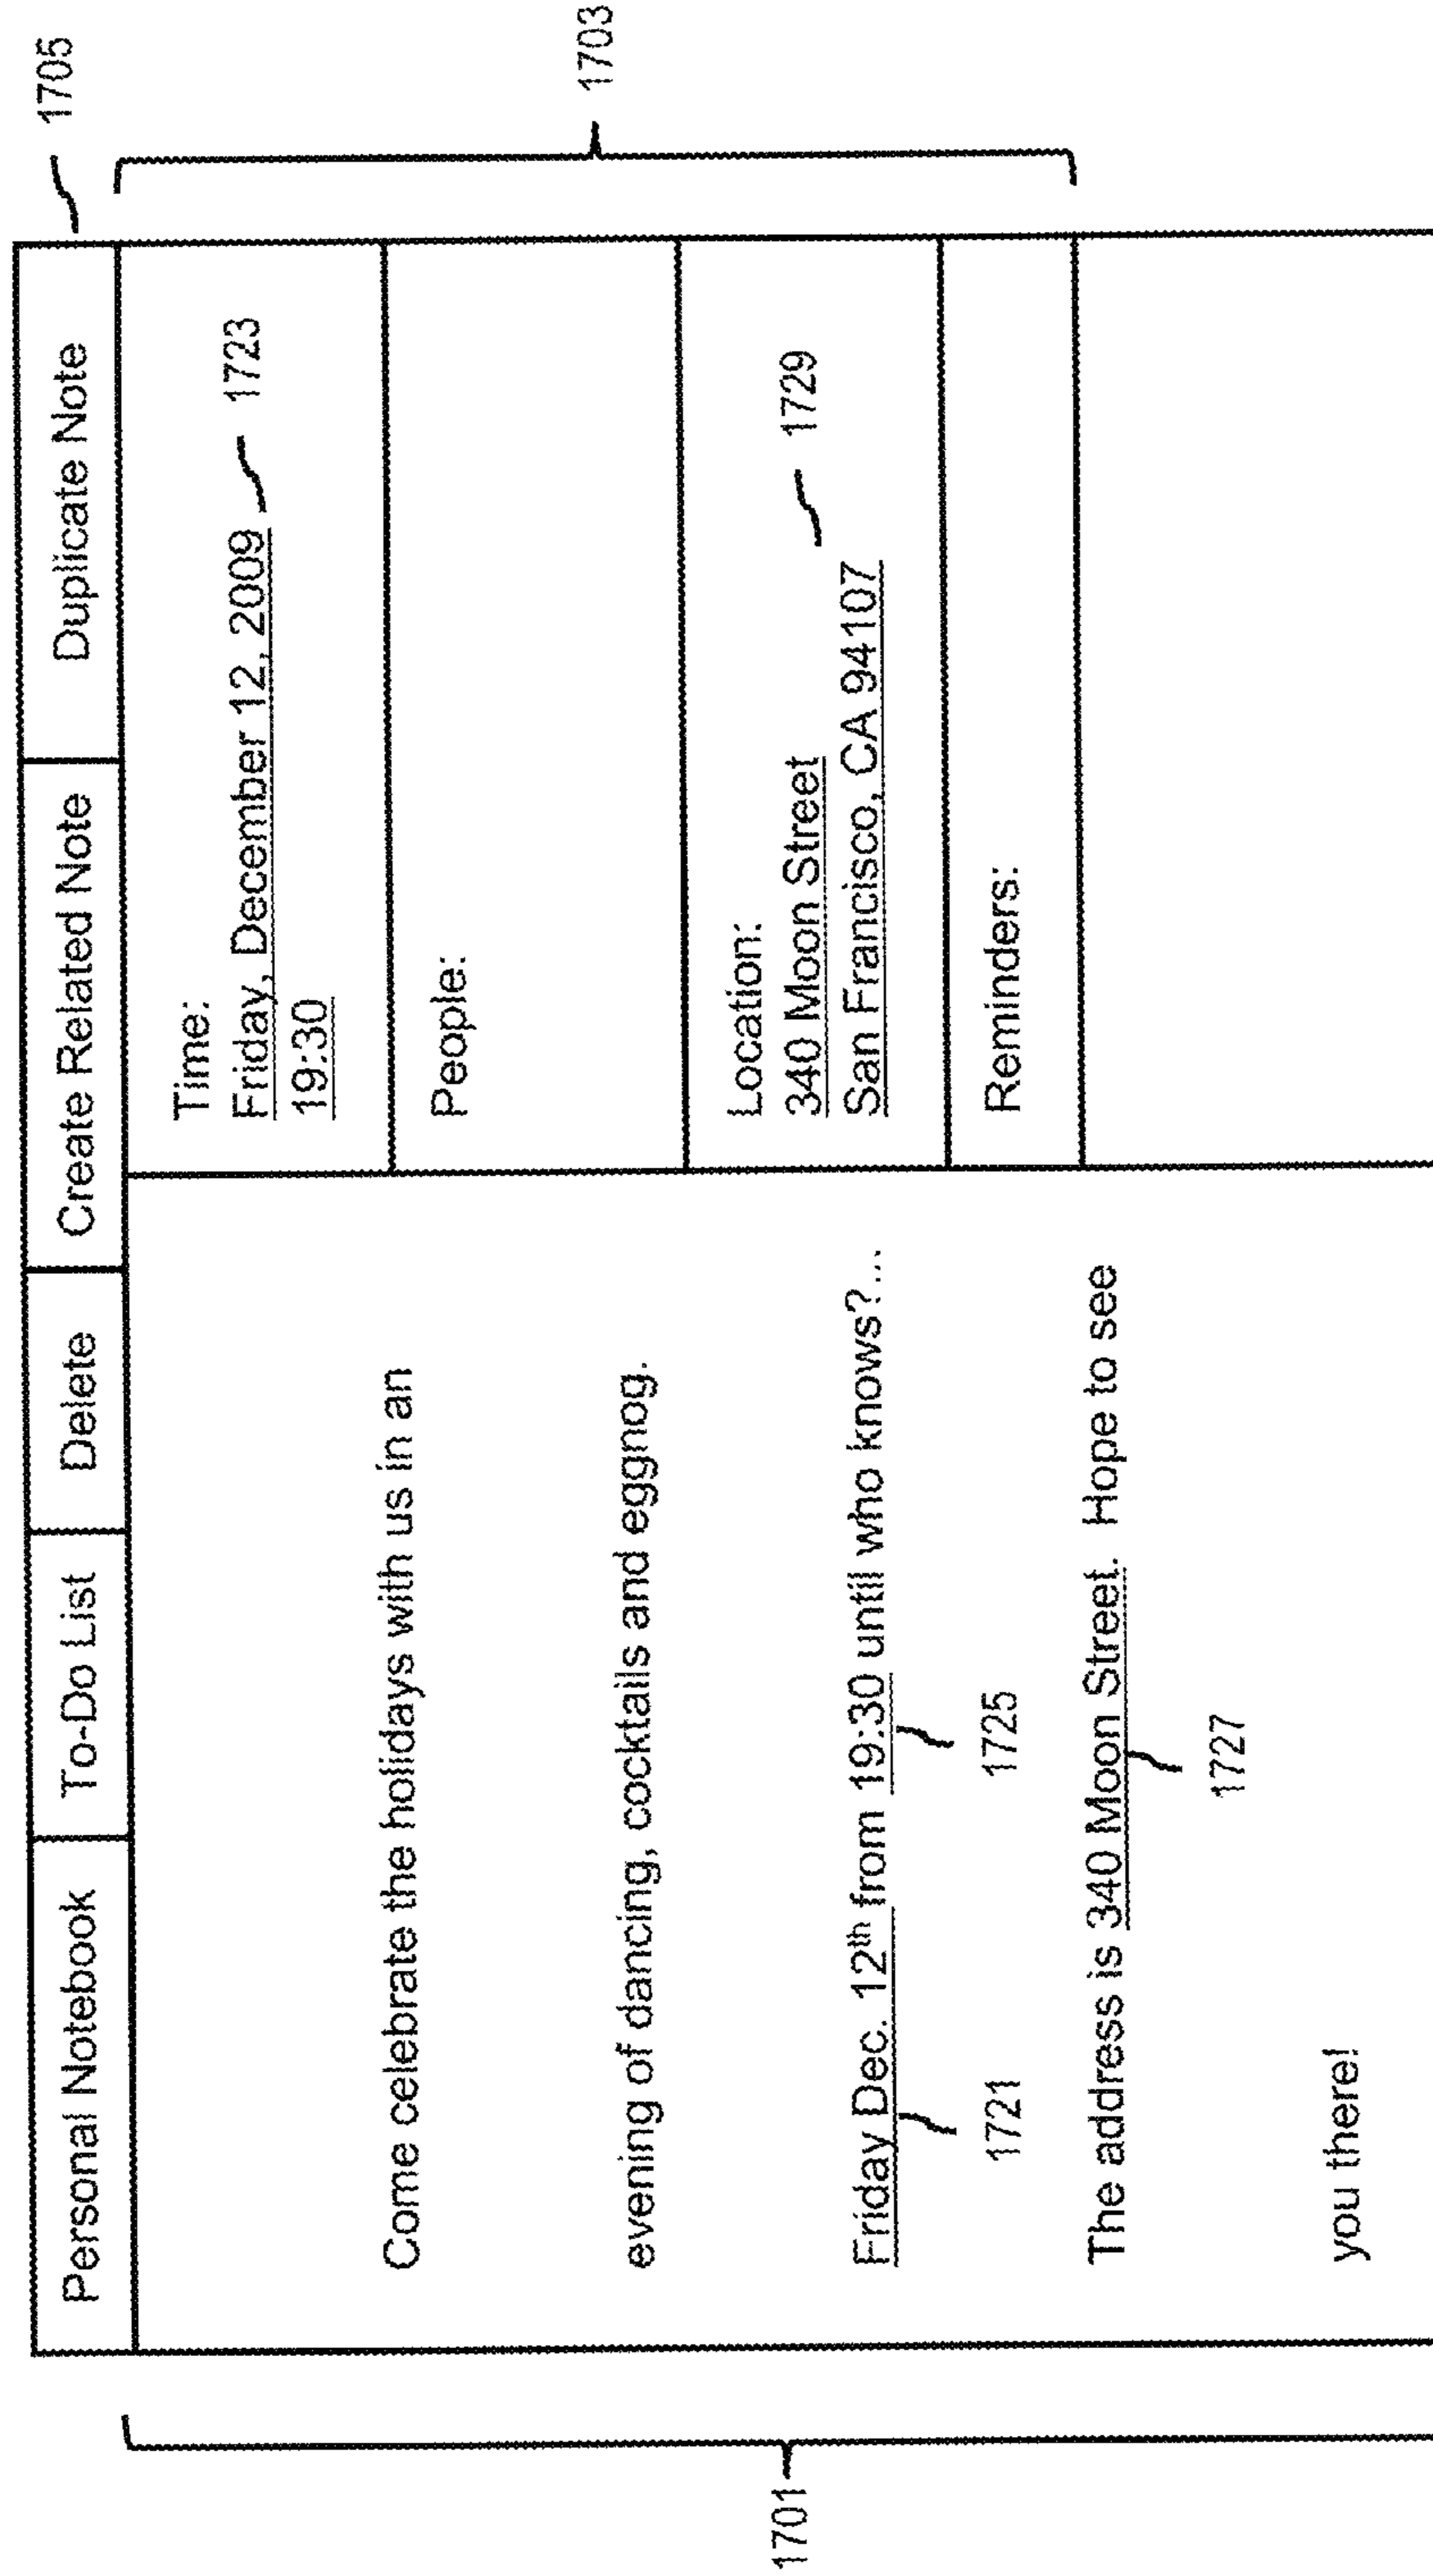 1705
Personal Notebook To-Do List Delete Create Related Note Duplicate Note
1701
1703
Come celebrate the holidays with us in an
evening of dancing, cocktails and eggnog.
Friday Dec. 12th from 19:30 until who knows?...
1721 1725
The address is 340 Moon Street. Hope to see
1727
you there!
Time:
Friday, December 12, 2009 1723
19:30
People:
Location:
340 Moon Street 1729
San Francisco, CA 94107
Reminders: